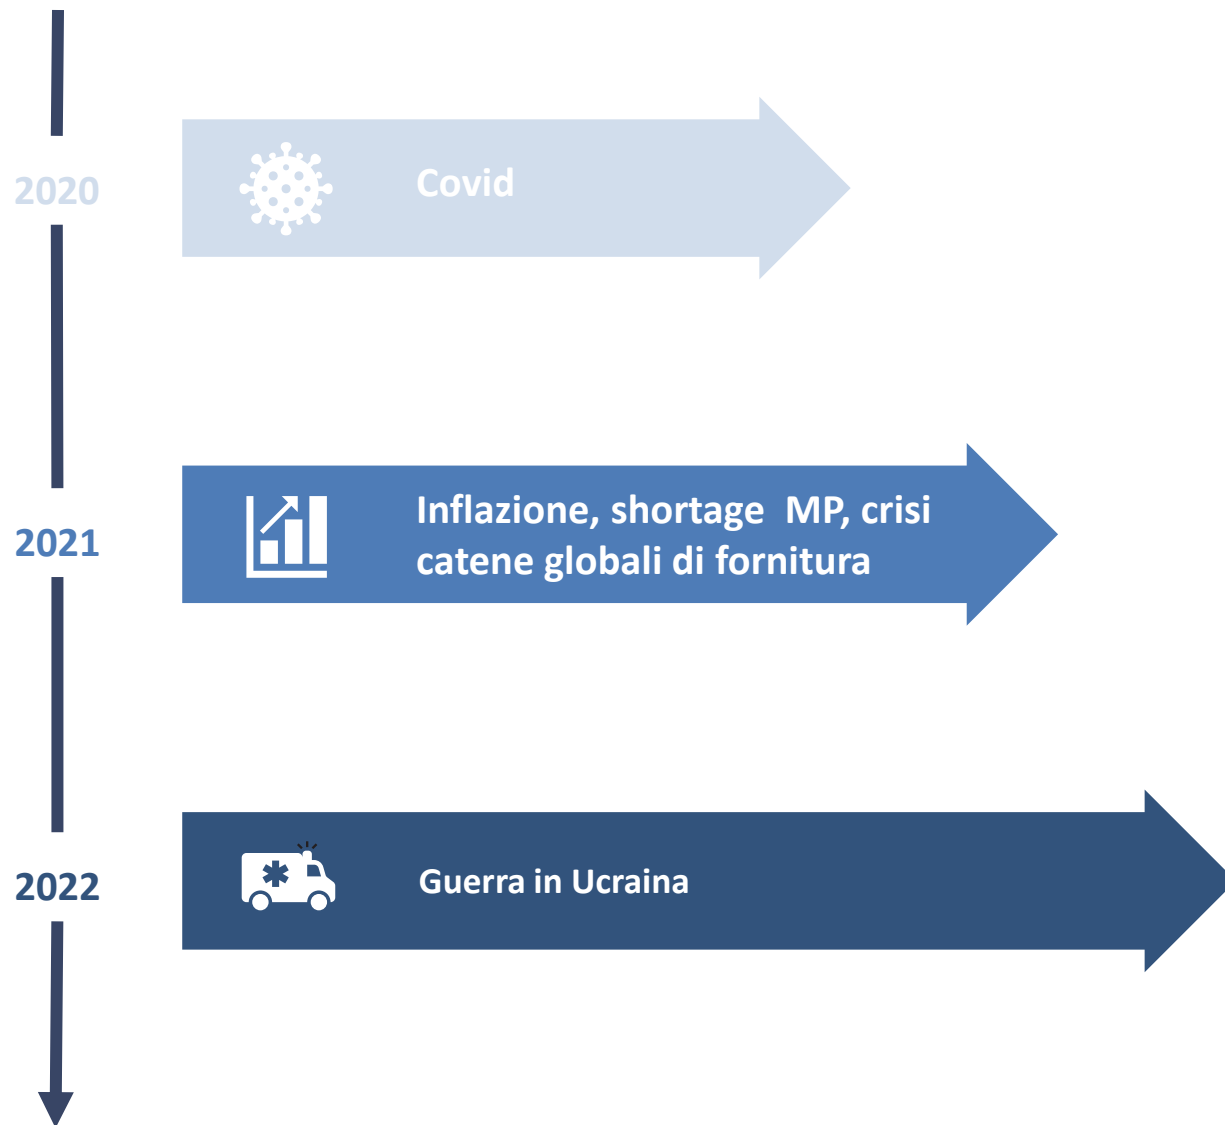 2020
Covid
2021
Inflazione, shortage  MP, crisi
catene globali di fornitura
2022
Guerra in Ucraina